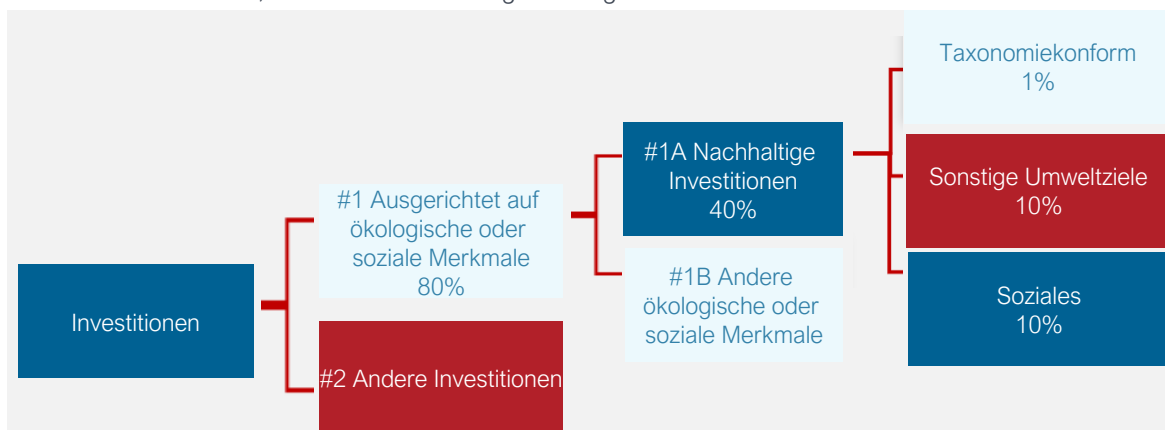 Investitionen
#1 Ausgerichtet auf
ökologische oder
soziale Merkmale
80%
#2 Andere Investitionen
#1A Nachhaltige
Investitionen
40%
#1B Andere
ökologische oder
soziale Merkmale
Taxonomiekonform
1%
Sonstige Umweltziele
10%
Soziales
10%